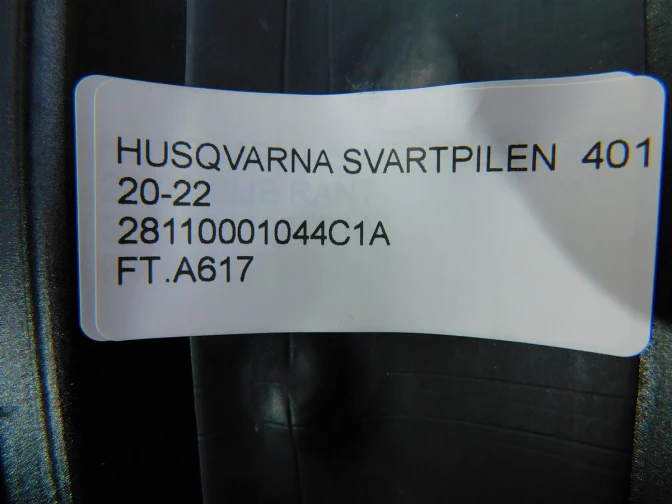 HUSQVARNA SVARTPILEN 401
20-22
28110001044C1A
FT.A617